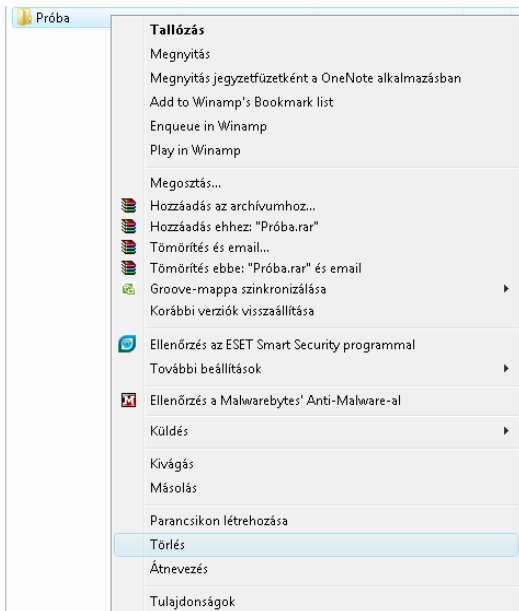 Próba
Tallózás
Megnyitás
Megnyitás jegyzetfüzetként a OneNote alkalmazásban
Add to Winamp's Bookmark list
Enqueue in Winamp
Play in Winamp
Megosztás...
Hozzáadás az archívumhoz...
Hozzáadás ehhez: "Próba.rar"
Tömörítés és email...
Tömörítés ebbe: "Próba.rar" és email
Groove-mappa szinkronizálása
Korábbi verziók visszaállítása
Ellenőrzés az ESET Smart Security programmal
További beállítások
Ellenőrzés a Malwarebytes' Anti-Malware-al
Küldés
Kivágás
Másolás
Parancsikon létrehozása
Törlés
Átnevezés
Tulajdonságok